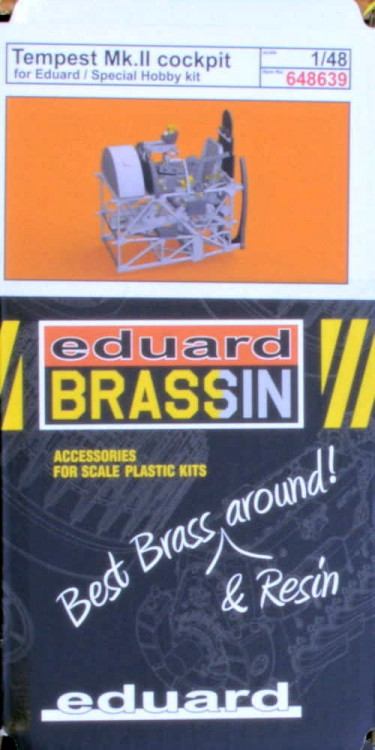 Tempest Mk.II cockpit
for Eduard / Special Hobby kit
scale 1/48
Item No. 648639
eduard
BRASSIN
ACCESSORIES
FOR SCALE PLASTIC KITS
Best Brass around!
& Resin
eduard